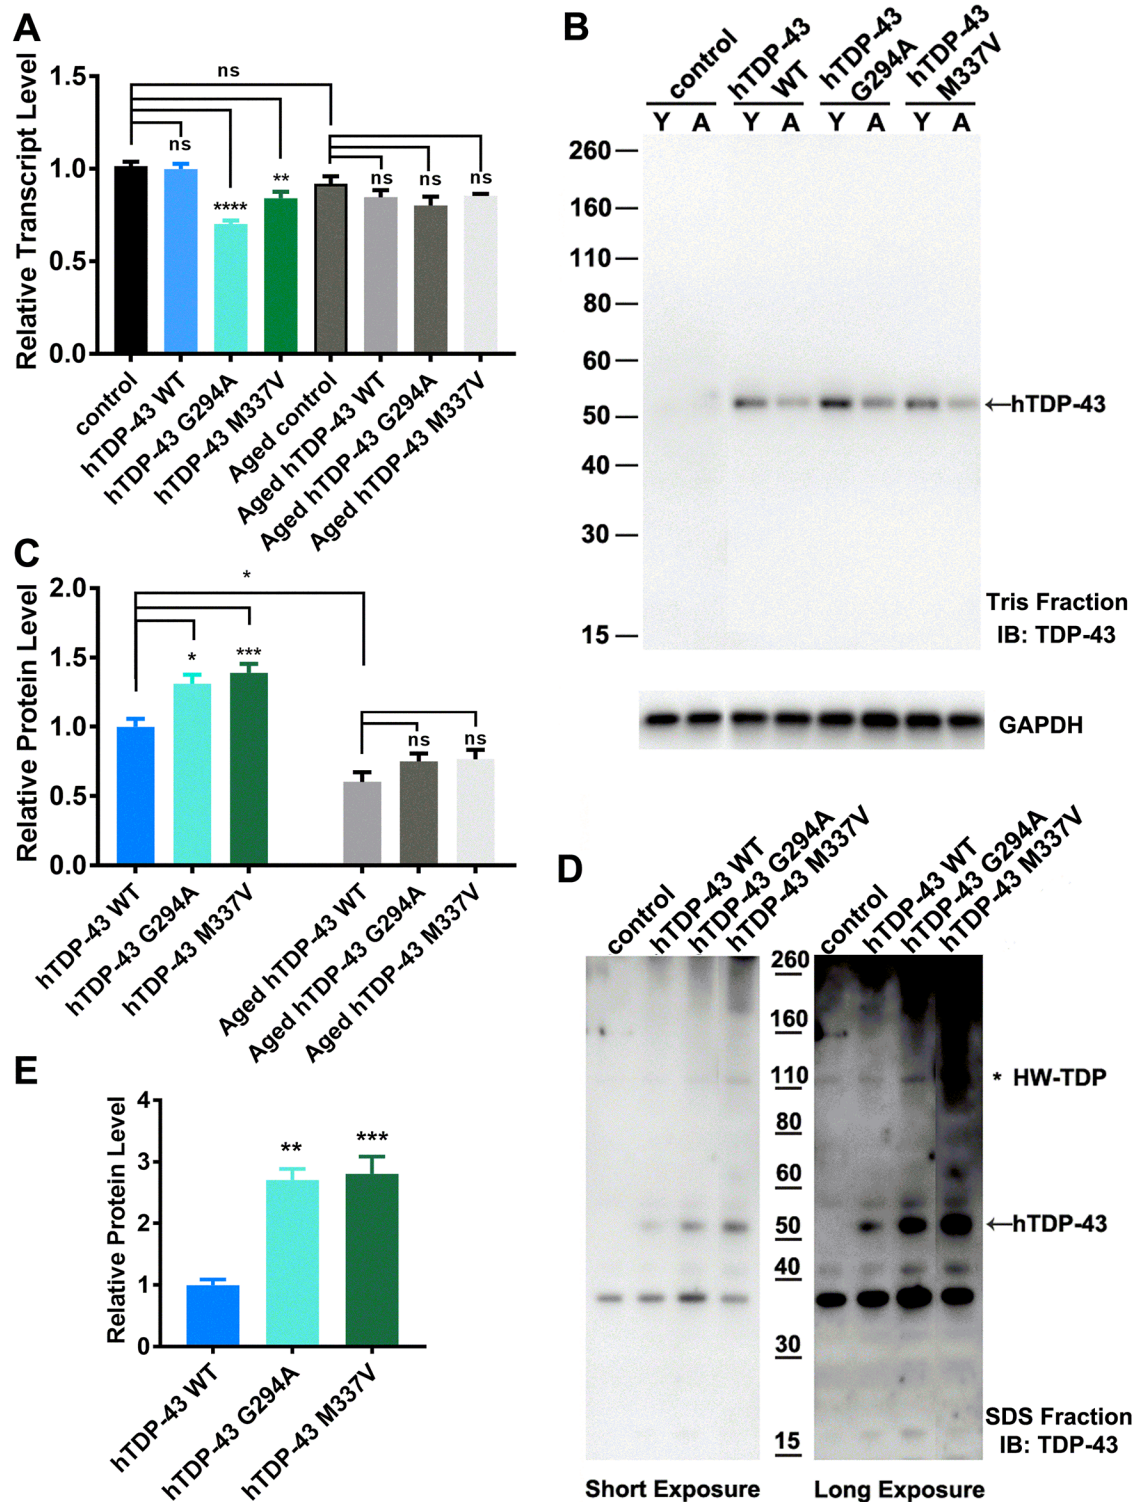 A
Relative Transcript Level
1.5
1.0
0.5
0.0
ns
ns
****
**
ns
ns
ns
control
hTDP-43 WT
hTDP-43 G294A
hTDP-43 M337V
Aged control
Aged hTDP-43 WT
Aged hTDP-43 G294A
Aged hTDP-43 M337V
B
control
hTDP-43
WT
hTDP-43
G294A
hTDP-43
M337V
Y A Y A Y A Y A
260
160
110
80
60
50
40
30
15
←hTDP-43
Tris Fraction
IB: TDP-43
GAPDH
C
Relative Protein Level
2.0
1.5
1.0
0.5
0.0
*
*
***
ns
ns
hTDP-43 WT
hTDP-43 G294A
hTDP-43 M337V
Aged hTDP-43 WT
Aged hTDP-43 G294A
Aged hTDP-43 M337V
D
control
hTDP-43 WT
hTDP-43 G294A
hTDP-43 M337V
control
hTDP-43 WT
hTDP-43 G294A
hTDP-43 M337V
260
160
110
80
60
50
40
30
15
* HW-TDP
←hTDP-43
SDS Fraction
IB: TDP-43
Short Exposure
Long Exposure
E
Relative Protein Level
4
3
2
1
0
**
***
hTDP-43 WT
hTDP-43 G294A
hTDP-43 M337V